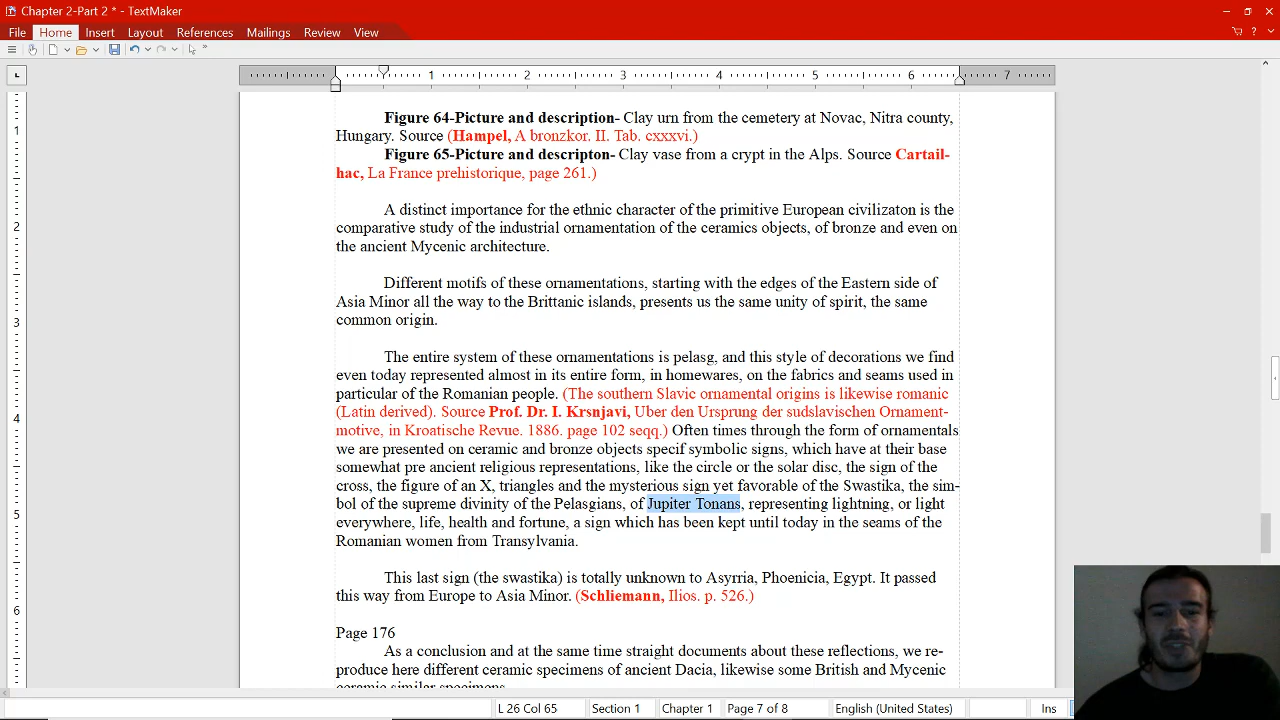 Chapter 2-Part 2 * - TextMaker
File Home Insert Layout References Mailings Review View
1 2 3 4 5 6 7
Figure 64-Picture and description- Clay urn from the cemetery at Novac, Nitra county,
Hungary. Source (Hampel, A bronzkor. II. Tab. cxxxvi.)
Figure 65-Picture and descripton- Clay vase from a crypt in the Alps. Source Cartail-
hac, La France prehistorique, page 261.)
A distinct importance for the ethnic character of the primitive European civilizaton is the
comparative study of the industrial ornamentation of the ceramics objects, of bronze and even on
the ancient Mycenic architecture.
Different motifs of these ornamentations, starting with the edges of the Eastern side of
Asia Minor all the way to the Brittanic islands, presents us the same unity of spirit, the same
common origin.
The entire system of these ornamentations is pelasg, and this style of decorations we find
even today represented almost in its entire form, in homewares, on the fabrics and seams used in
particular of the Romanian people. (The southern Slavic ornamental origins is likewise romanic
(Latin derived). Source Prof. Dr. I. Krsnjavi, Uber den Ursprung der sudslavischen Ornament-
motive, in Kroatische Revue. 1886. page 102 seqq.) Often times through the form of ornamentals
we are presented on ceramic and bronze objects specif symbolic signs, which have at their base
somewhat pre ancient religious representations, like the circle or the solar disc, the sign of the
cross, the figure of an X, triangles and the mysterious sign yet favorable of the Swastika, the sim-
bol of the supreme divinity of the Pelasgians, of Jupiter Tonans, representing lightning, or light
everywhere, life, health and fortune, a sign which has been kept until today in the seams of the
Romanian women from Transylvania.
This last sign (the swastika) is totally unknown to Asyrria, Phoenicia, Egypt. It passed
this way from Europe to Asia Minor. (Schliemann, Ilios. p. 526.)
Page 176
As a conclusion and at the same time straight documents about these reflections, we re-
produce here different ceramic specimens of ancient Dacia, likewise some British and Mycenic
ceramic similar specimens.
L 26 Col 65 Section 1 Chapter 1 Page 7 of 8 English (United States) Ins